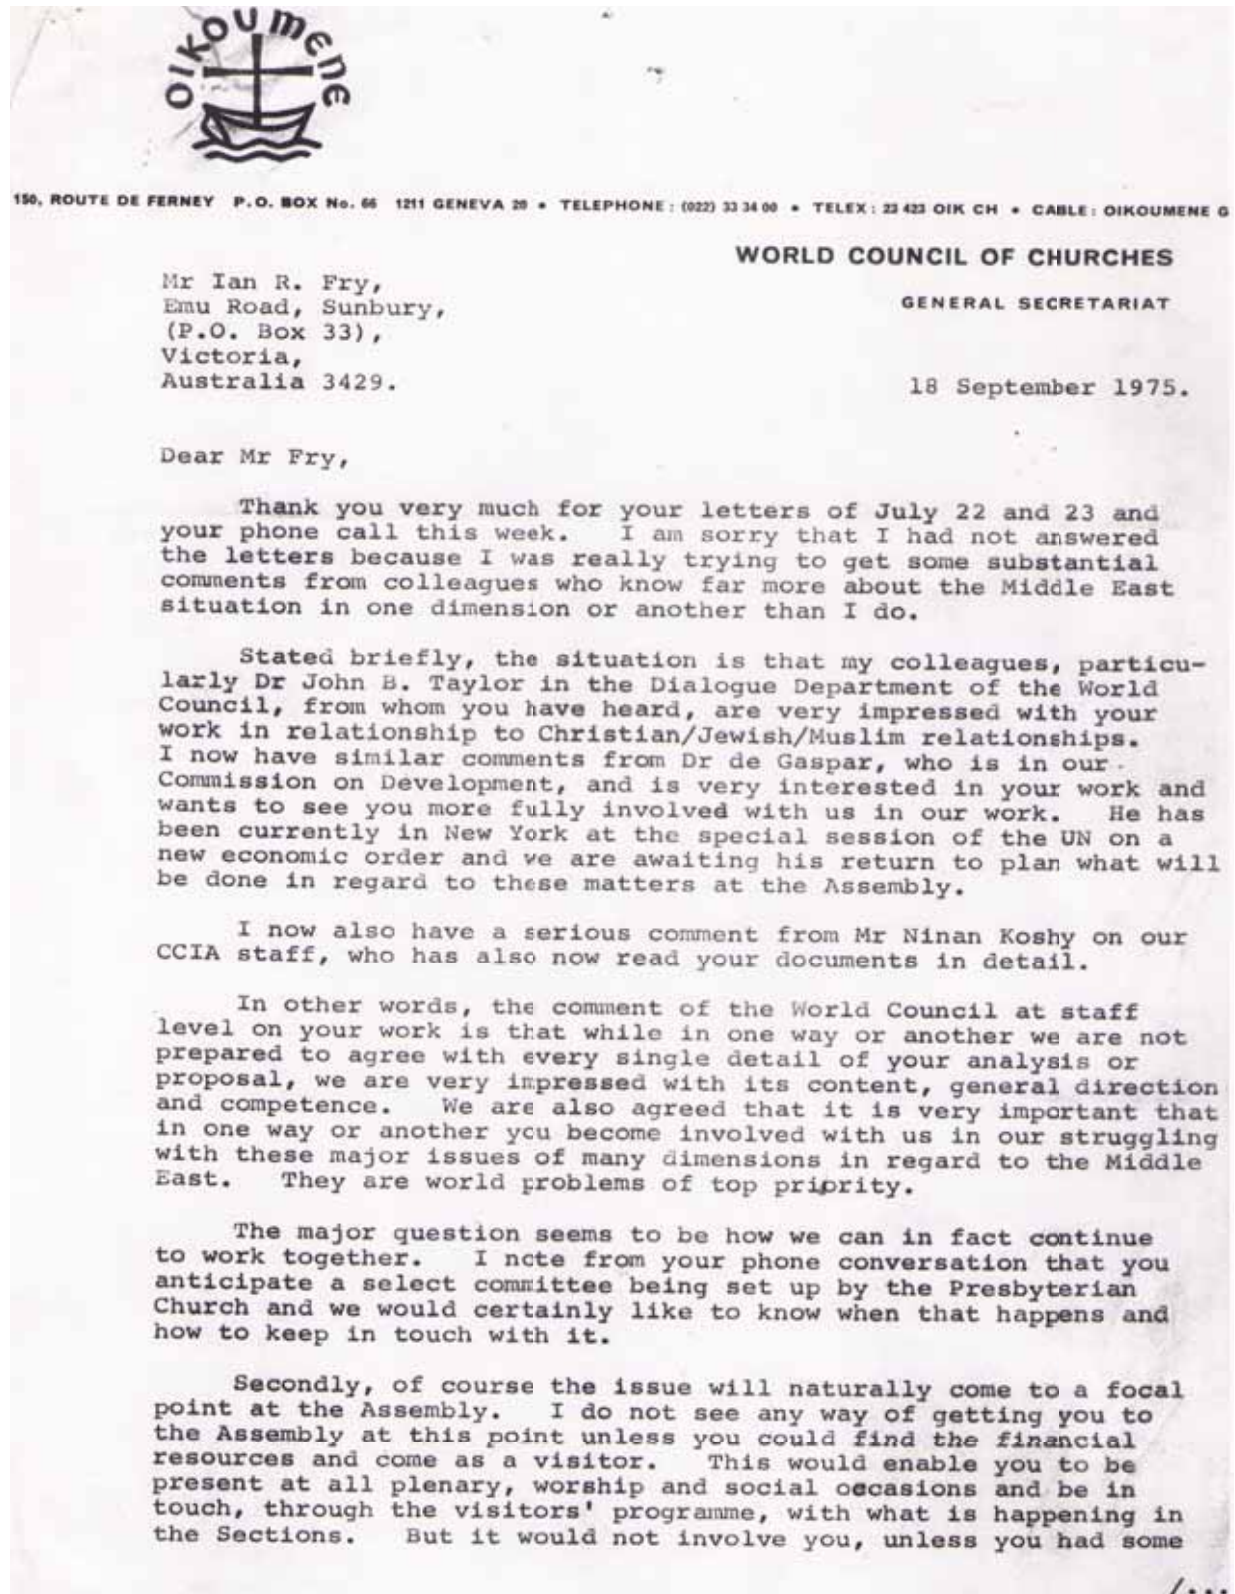 OIKOUMENE
150, ROUTE DE FERNEY P.O. BOX No. 66 1211 GENEVA 20 • TELEPHONE : (022) 33 34 00 • TELEX : 23 423 OIK CH • CABLE : OIKOUMENE G
WORLD COUNCIL OF CHURCHES
GENERAL SECRETARIAT
Mr Ian R. Fry,
Emu Road, Sunbury,
(P.O. Box 33),
Victoria,
Australia 3429.
18 September 1975.
Dear Mr Fry,
Thank you very much for your letters of July 22 and 23 and
your phone call this week. I am sorry that I had not answered
the letters because I was really trying to get some substantial
comments from colleagues who know far more about the Middle East
situation in one dimension or another than I do.
Stated briefly, the situation is that my colleagues, particu-
larly Dr John B. Taylor in the Dialogue Department of the World
Council, from whom you have heard, are very impressed with your
work in relationship to Christian/Jewish/Muslim relationships.
I now have similar comments from Dr de Gaspar, who is in our
Commission on Development, and is very interested in your work and
wants to see you more fully involved with us in our work. He has
been currently in New York at the special session of the UN on a
new economic order and we are awaiting his return to plan what will
be done in regard to these matters at the Assembly.
I now also have a serious comment from Mr Ninan Koshy on our
CCIA staff, who has also now read your documents in detail.
In other words, the comment of the World Council at staff
level on your work is that while in one way or another we are not
prepared to agree with every single detail of your analysis or
proposal, we are very impressed with its content, general direction
and competence. We are also agreed that it is very important that
in one way or another you become involved with us in our struggling
with these major issues of many dimensions in regard to the Middle
East. They are world problems of top priority.
The major question seems to be how we can in fact continue
to work together. I note from your phone conversation that you
anticipate a select committee being set up by the Presbyterian
Church and we would certainly like to know when that happens and
how to keep in touch with it.
Secondly, of course the issue will naturally come to a focal
point at the Assembly. I do not see any way of getting you to
the Assembly at this point unless you could find the financial
resources and come as a visitor. This would enable you to be
present at all plenary, worship and social occasions and be in
touch, through the visitors' programme, with what is happening in
the Sections. But it would not involve you, unless you had some
/...